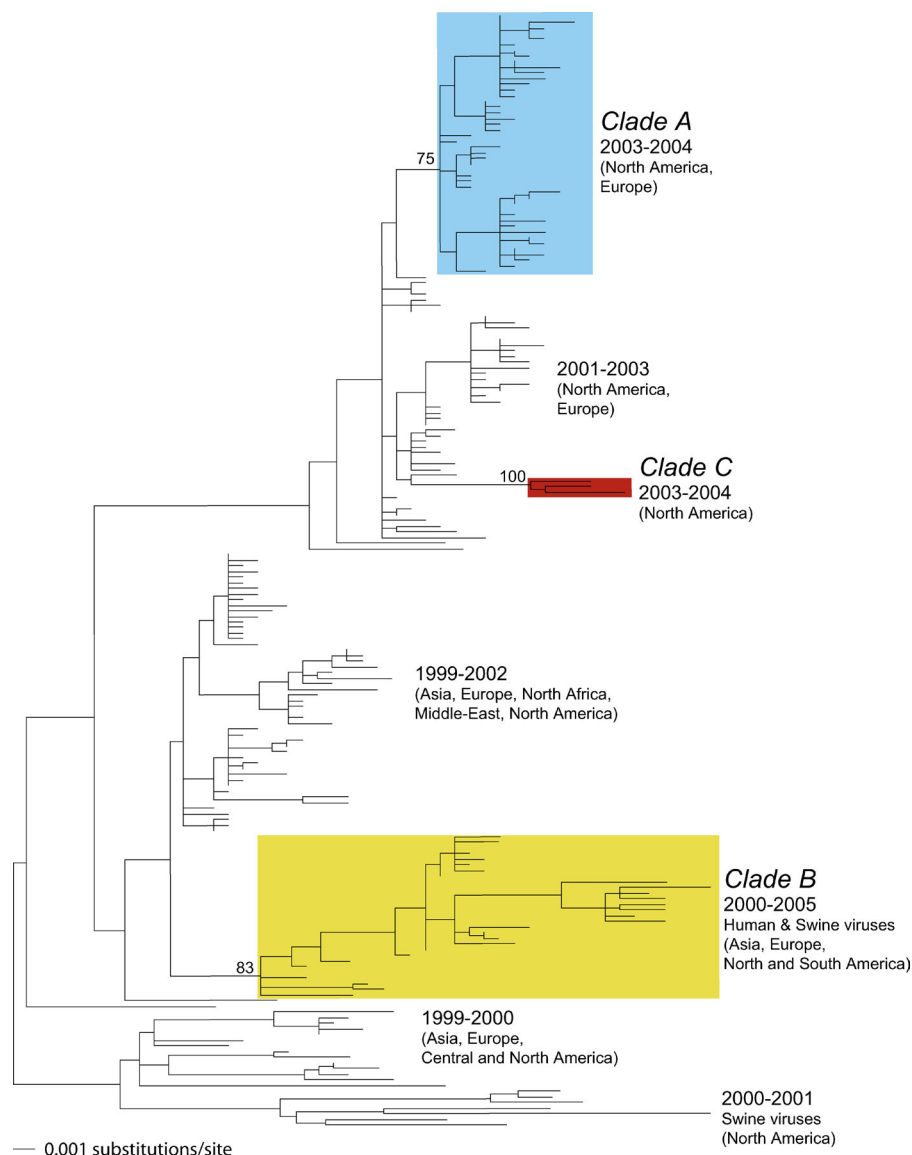 75
Clade A
2003-2004
(North America,
Europe)
2001-2003
(North America,
Europe)
100
Clade C
2003-2004
(North America)
1999-2002
(Asia, Europe, North Africa,
Middle-East, North America)
83
Clade B
2000-2005
Human & Swine viruses
(Asia, Europe,
North and South America)
1999-2000
(Asia, Europe,
Central and North America)
2000-2001
Swine viruses
(North America)
0.001 substitutions/site